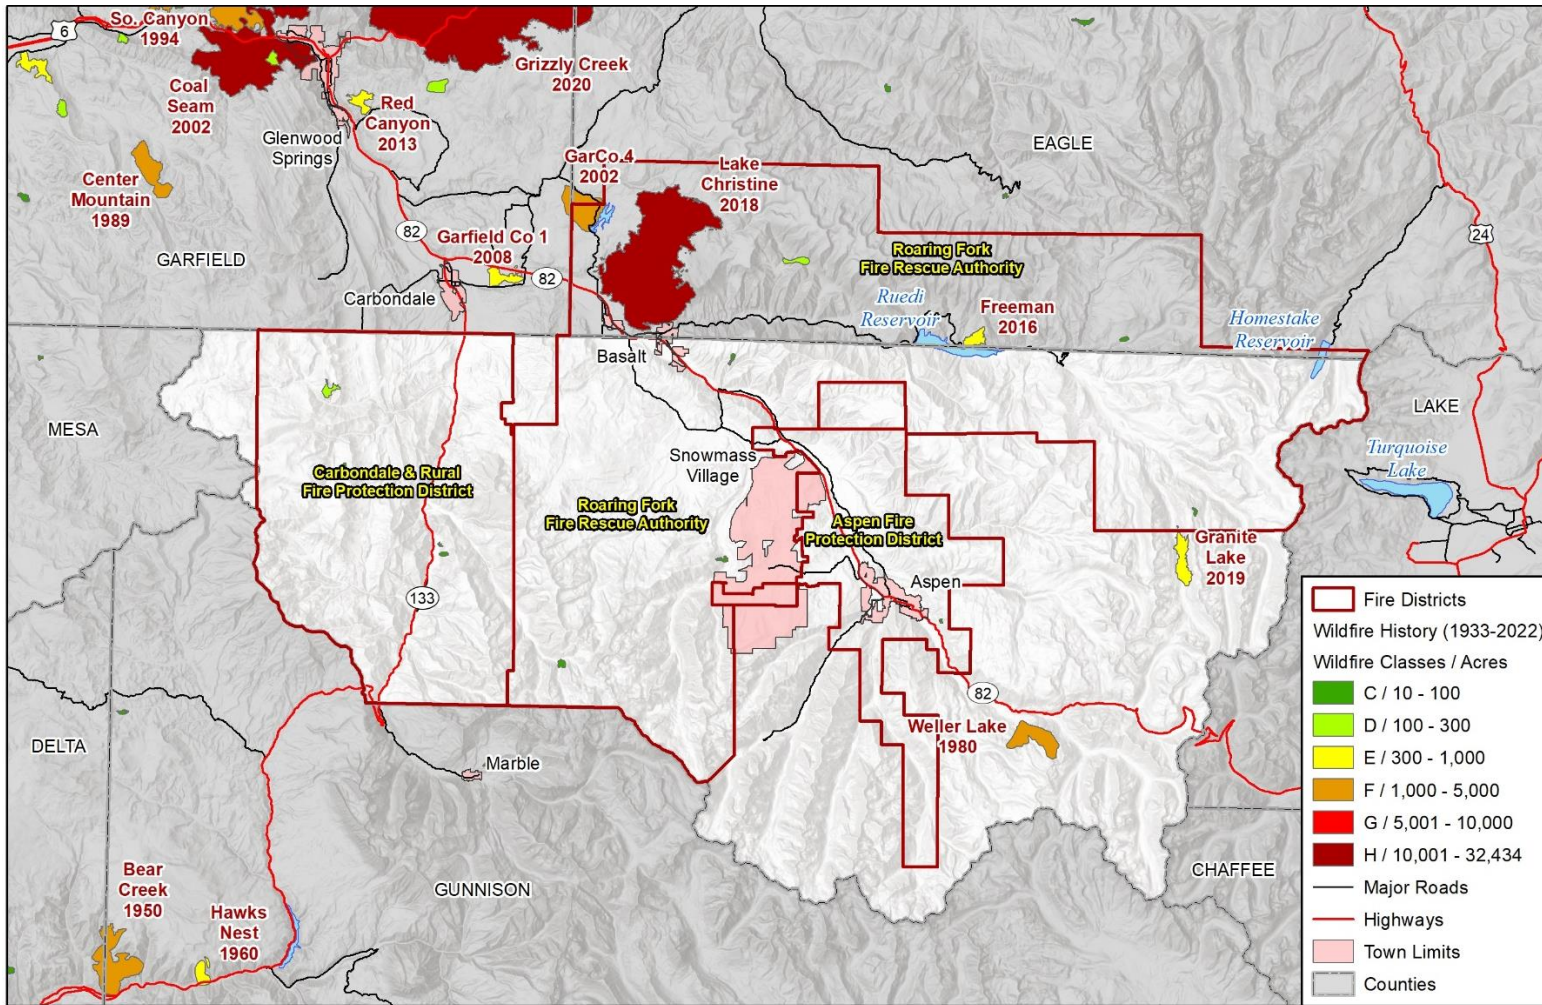 So. Canyon
1994
6
Coal
Seam
2002
Grizzly Creek
2020
Red
Canyon
2013
Glenwood
Springs
EAGLE
Center
Mountain
1989
GarCo 4
2002
Lake
Christine
2018
82
Garfield Co 1
2008
82
GARFIELD
24
Roaring Fork
Fire Rescue Authority
Carbondale
Ruedi
Reservoir
Freeman
2016
Homestake
Reservoir
Basalt
MESA
LAKE
Snowmass
Village
Turquoise
Lake
Carbondale & Rural
Fire Protection District
Roaring Fork
Fire Rescue Authority
Aspen Fire
Protection District
Granite
Lake
2019
Aspen
133
82
Weller Lake
1980
DELTA
Marble
Bear
Creek
1950
Hawks
Nest
1960
GUNNISON
CHAFFEE
Fire Districts
Wildfire History (1933-2022)
Wildfire Classes / Acres
C / 10 - 100
D / 100 - 300
E / 300 - 1,000
F / 1,000 - 5,000
G / 5,001 - 10,000
H / 10,001 - 32,434
Major Roads
Highways
Town Limits
Counties